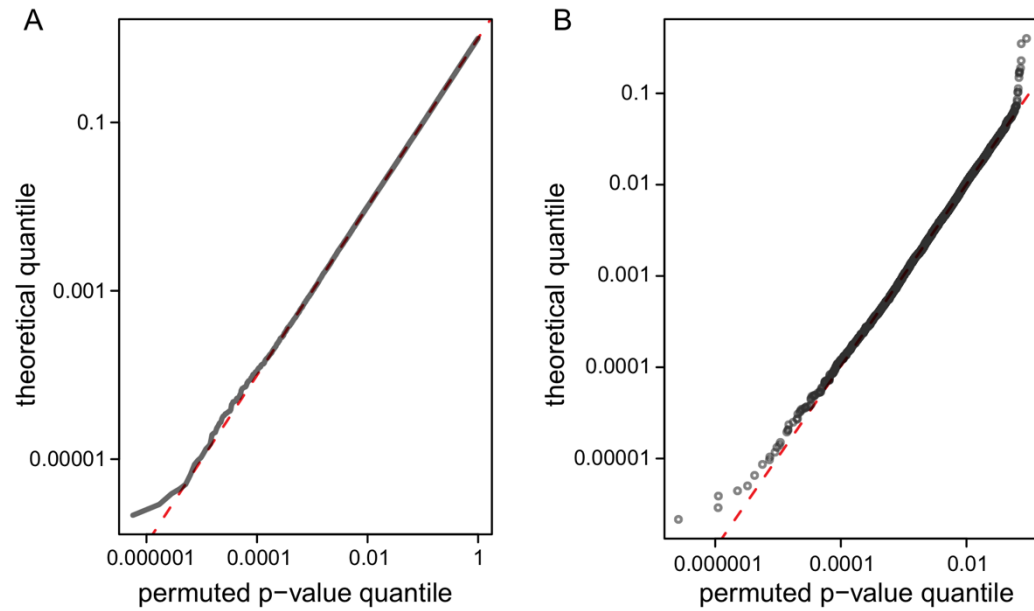 A
theoretical quantile
0.1
0.001
0.00001
0.000001 0.0001 0.01 1
permuted p−value quantile
B
theoretical quantile
0.1
0.01
0.001
0.0001
0.00001
0.000001 0.0001 0.01
permuted p−value quantile